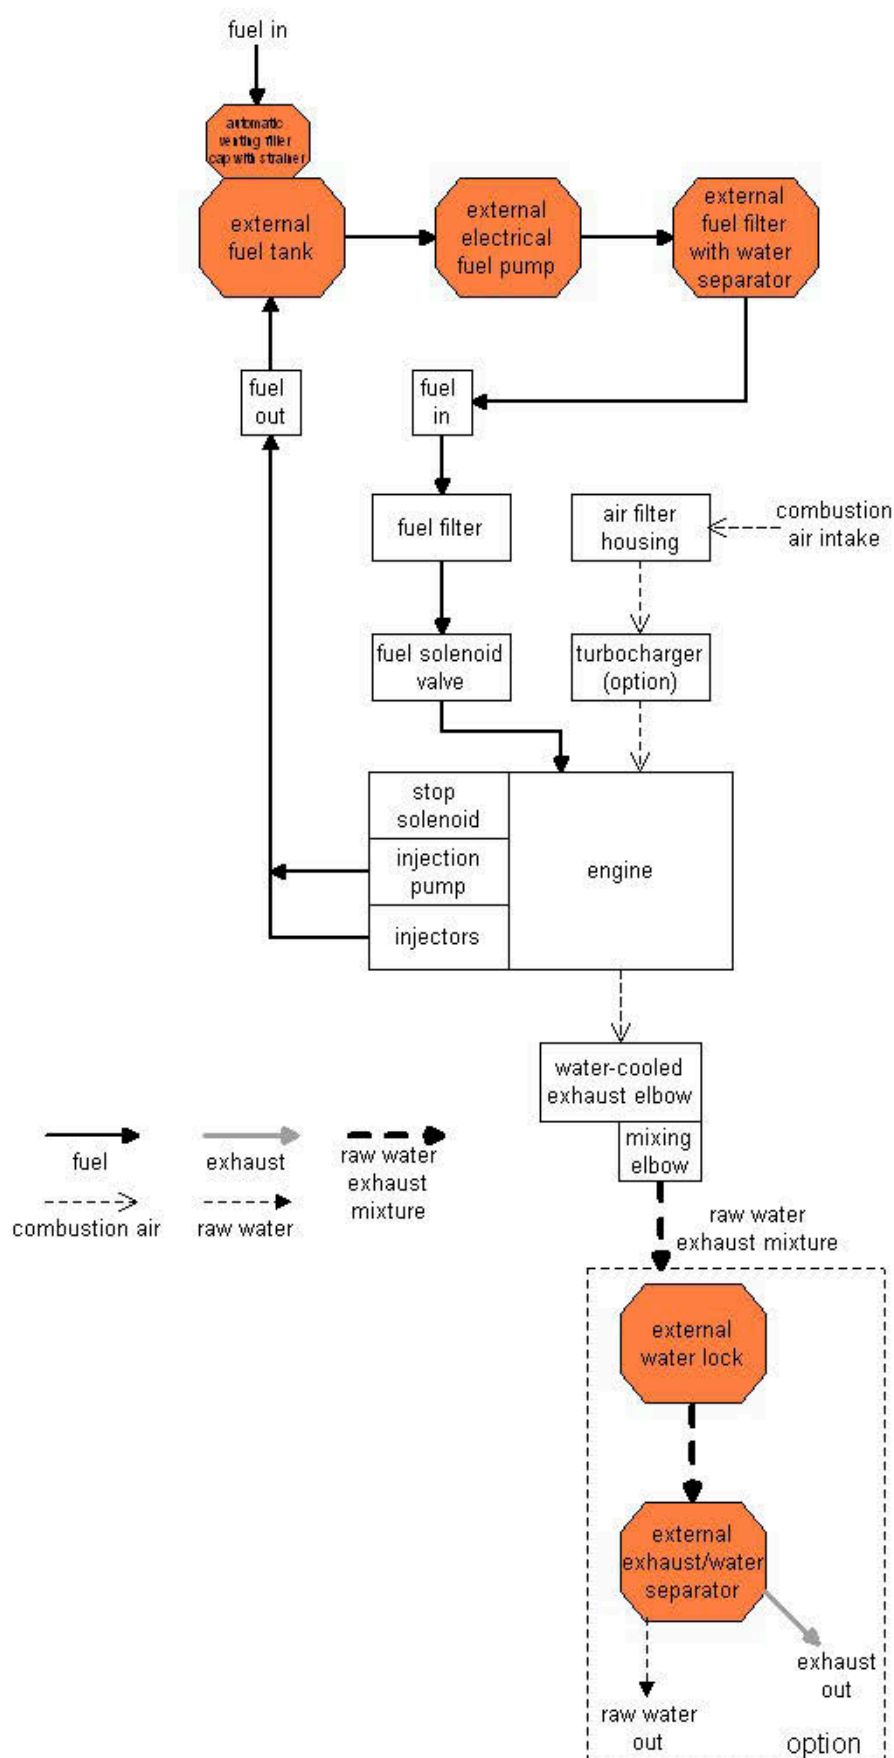 fuel in
automatic
venting filler
cap with strainer
external
fuel tank
external
electrical
fuel pump
external
fuel filter
with water
separator
fuel
out
fuel
in
fuel filter
air filter
housing
combustion
air intake
fuel solenoid
valve
turbocharger
(option)
stop
solenoid
injection
pump
injectors
engine
water-cooled
exhaust elbow
mixing
elbow
fuel
exhaust
raw water
exhaust
mixture
combustion air
raw water
raw water
exhaust mixture
external
water lock
external
exhaust/water
separator
exhaust
out
raw water
out
option